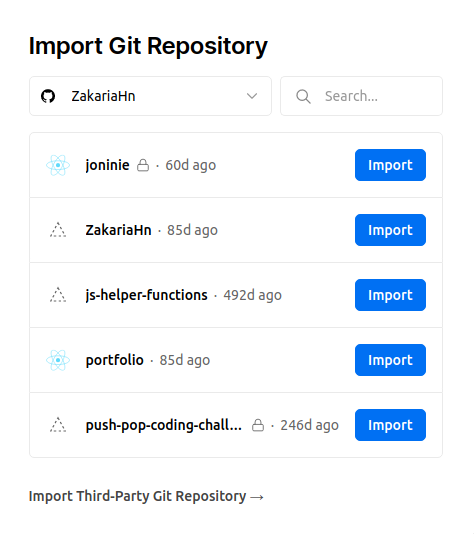 Import Git Repository
ZakariaHn
Search...
joninie · 60d ago
Import
ZakariaHn · 85d ago
Import
js-helper-functions · 492d ago
Import
portfolio · 85d ago
Import
push-pop-coding-chall... · 246d ago
Import
Import Third-Party Git Repository →